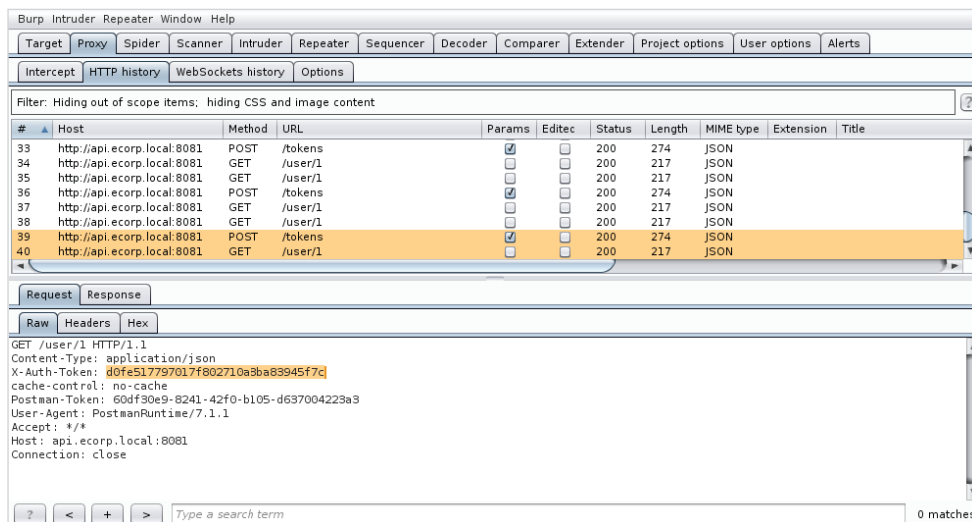 Burp Intruder Repeater Window Help
Target Proxy Spider Scanner Intruder Repeater Sequencer Decoder Comparer Extender Project options User options Alerts
Intercept HTTP history WebSockets history Options
Filter: Hiding out of scope items; hiding CSS and image content ?
# Host Method URL Params Editec Status Length MIME type Extension Title
33 http://api.ecorp.local:8081 POST /tokens 200 274 JSON
34 http://api.ecorp.local:8081 GET /user/1 200 217 JSON
35 http://api.ecorp.local:8081 GET /user/1 200 217 JSON
36 http://api.ecorp.local:8081 POST /tokens 200 274 JSON
37 http://api.ecorp.local:8081 GET /user/1 200 217 JSON
38 http://api.ecorp.local:8081 GET /user/1 200 217 JSON
39 http://api.ecorp.local:8081 POST /tokens 200 274 JSON
40 http://api.ecorp.local:8081 GET /user/1 200 217 JSON
Request Response
Raw Headers Hex
GET /user/1 HTTP/1.1
Content-Type: application/json
X-Auth-Token: d0fe517797017f802710a3ba83945f7c
cache-control: no-cache
Postman-Token: 60df30e9-8241-42f0-b105-d637004223a3
User-Agent: PostmanRuntime/7.1.1
Accept: */*
Host: api.ecorp.local:8081
Connection: close
? < + > Type a search term 0 matches